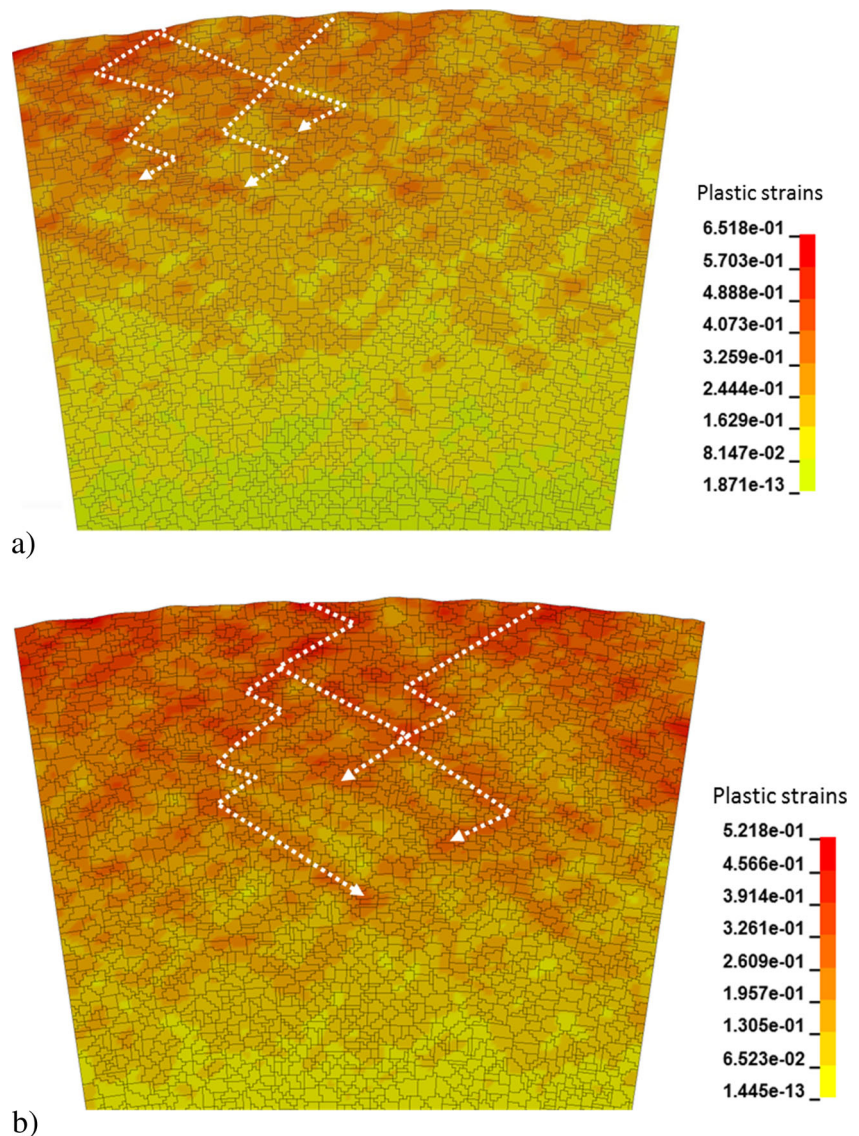 Plastic strains
6.518e-01
5.703e-01
4.888e-01
4.073e-01
3.259e-01
2.444e-01
1.629e-01
8.147e-02
1.871e-13
a)
Plastic strains
5.218e-01
4.566e-01
3.914e-01
3.261e-01
2.609e-01
1.957e-01
1.305e-01
6.523e-02
1.445e-13
b)